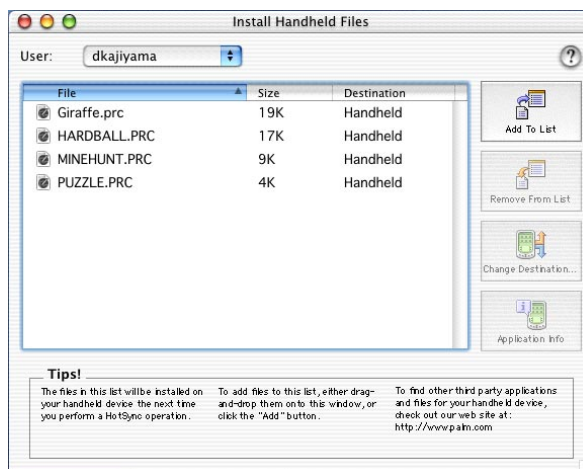 Install Handheld Files
User: dkajiyama ?
File Size Destination
Giraffe.prc 19K Handheld
HARDBALL.PRC 17K Handheld
MINEHUNT.PRC 9K Handheld
PUZZLE.PRC 4K Handheld
Add To List
Remove From List
Change Destination...
Application Info
Tips!
The files in this list will be installed on
your handheld device the next time
you perform a HotSync operation.
To add files to this list, either drag-
and-drop them onto this window, or
click the "Add" button.
To find other third party applications
and files for your handheld device,
check out our web site at:
http://www.palm.com